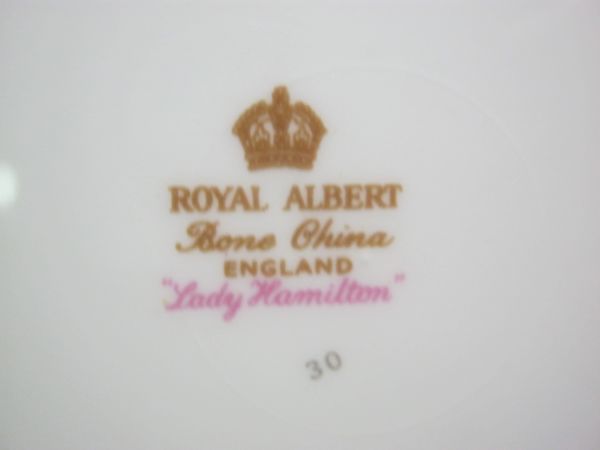 ROYAL ALBERT
Bone China
ENGLAND
"Lady Hamilton"
30